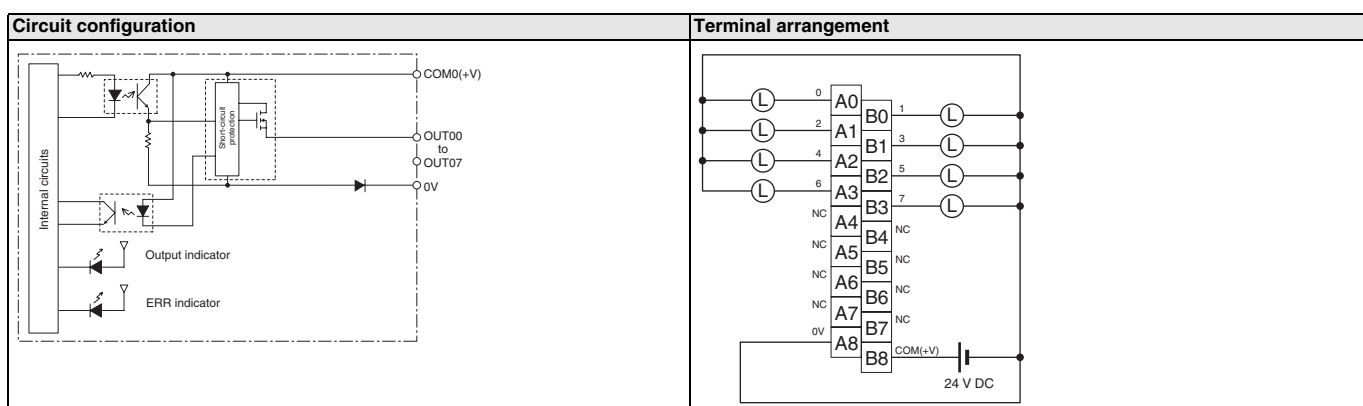 Circuit configuration
Terminal arrangement
Internal circuits
Short-circuit
protection
COM0(+V)
OUT00
to
OUT07
0V
Output indicator
ERR indicator
L 0 A0
B0 1 L
L 2 A1
B1 3 L
L 4 A2
B2 5 L
L 6 A3
B3 7 L
NC A4
B4 NC
NC A5
B5 NC
NC A6
B6 NC
NC A7
B7 NC
0V A8
B8 COM(+V)
24 V DC